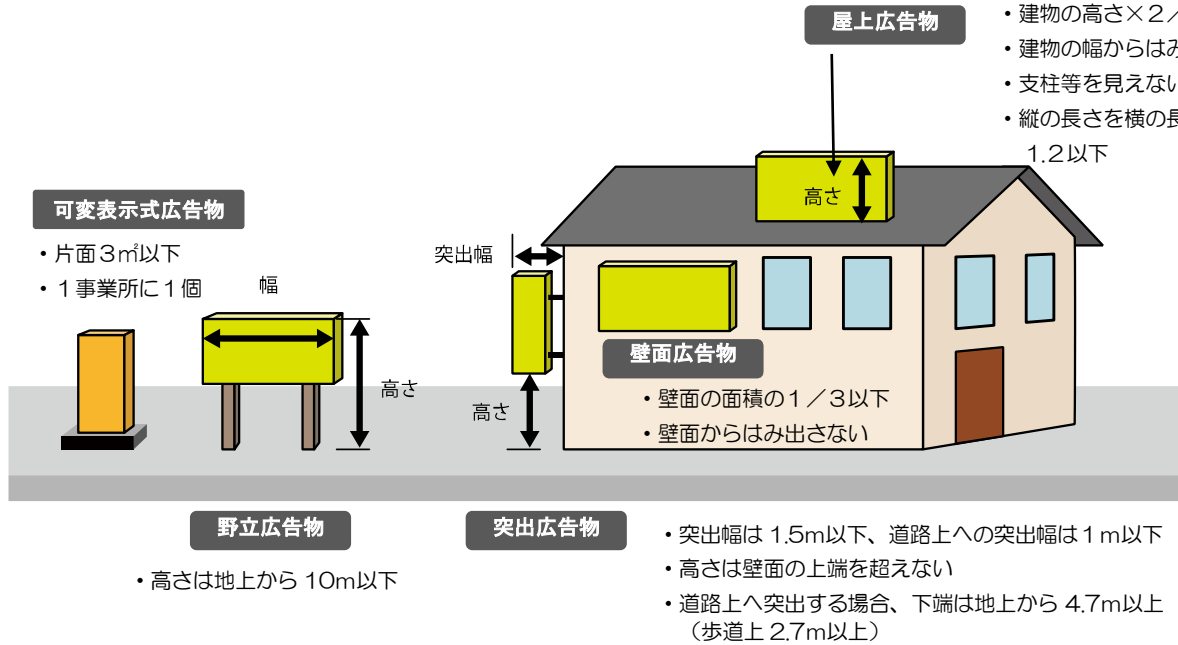 屋上広告物
・建物の高さ×2／
・建物の幅からはみ
・支柱等を見えない
・縦の長さを横の長
1.2以下
高さ
可変表示式広告物
・片面3㎡以下
・1事業所に1個
幅
高さ
突出幅
高さ
壁面広告物
・壁面の面積の1／3以下
・壁面からはみ出さない
野立広告物
・高さは地上から 10m以下
突出広告物
・突出幅は 1.5m以下、道路上への突出幅は1m以下
・高さは壁面の上端を超えない
・道路上へ突出する場合、下端は地上から 4.7m以上
（歩道上 2.7m以上）